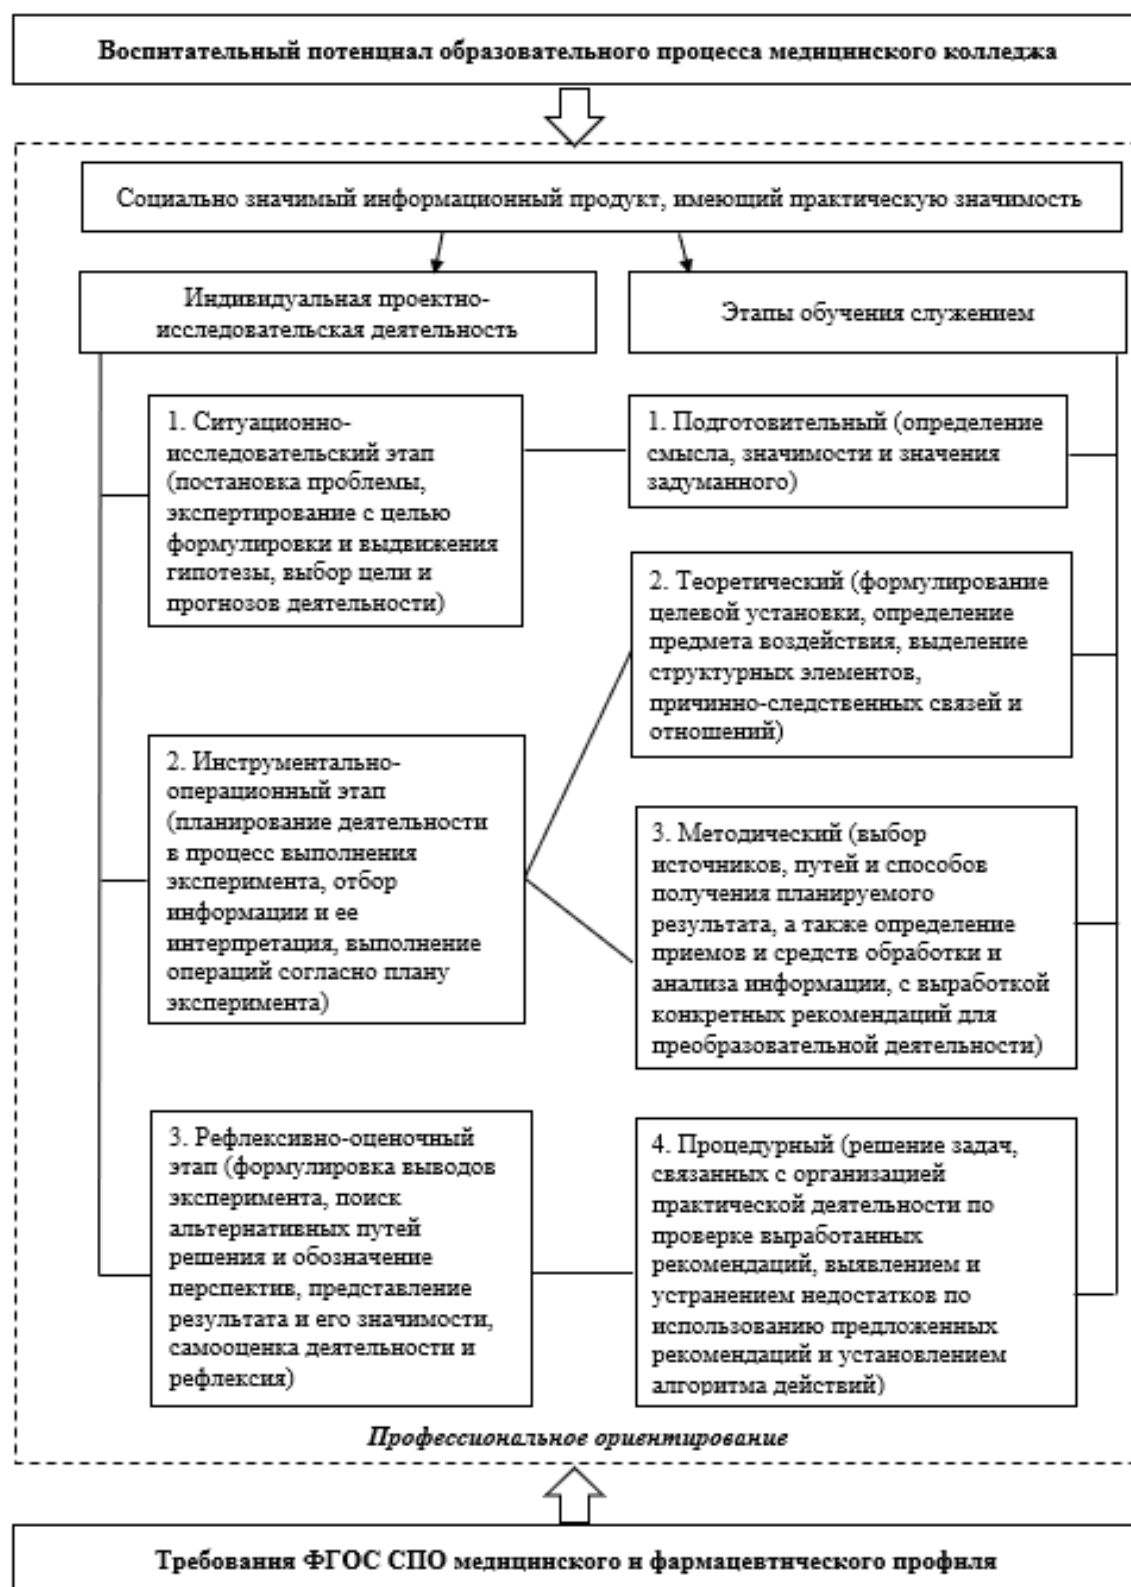 Воспитательный потенциал образовательного процесса медицинского колледжа
Социально значимый информационный продукт, имеющий практическую значимость
Индивидуальная проектно-
исследовательская деятельность
Этапы обучения служением
1. Ситуационно-
исследовательский этап
(постановка проблемы,
экспертирование с целью
формулировки и выдвижения
гипотезы, выбор цели и
прогнозов деятельности)
1. Подготовительный (определение
смысла, значимости и значения
задуманного)
2. Теоретический (формулирование
целевой установки, определение
предмета воздействия, выделение
структурных элементов,
причинно-следственных связей и
отношений)
2. Инструментально-
операционный этап
(планирование деятельности
в процесс выполнения
эксперимента, отбор
информации и ее
интерпретация, выполнение
операций согласно плану
эксперимента)
3. Методический (выбор
источников, путей и способов
получения планируемого
результата, а также определение
приемов и средств обработки и
анализа информации, с выработкой
конкретных рекомендаций для
преобразовательной деятельности)
3. Рефлексивно-оценочный
этап (формулировка выводов
эксперимента, поиск
альтернативных путей
решения и обозначение
перспектив, представление
результата и его значимости,
самооценка деятельности и
рефлексия)
4. Процедурный (решение задач,
связанных с организацией
практической деятельности по
проверке выработанных
рекомендаций, выявлением и
устранением недостатков по
использованию предложенных
рекомендаций и установлением
алгоритма действий)
Профессиональное ориентирование
Требования ФГОС СПО медицинского и фармацевтического профиля